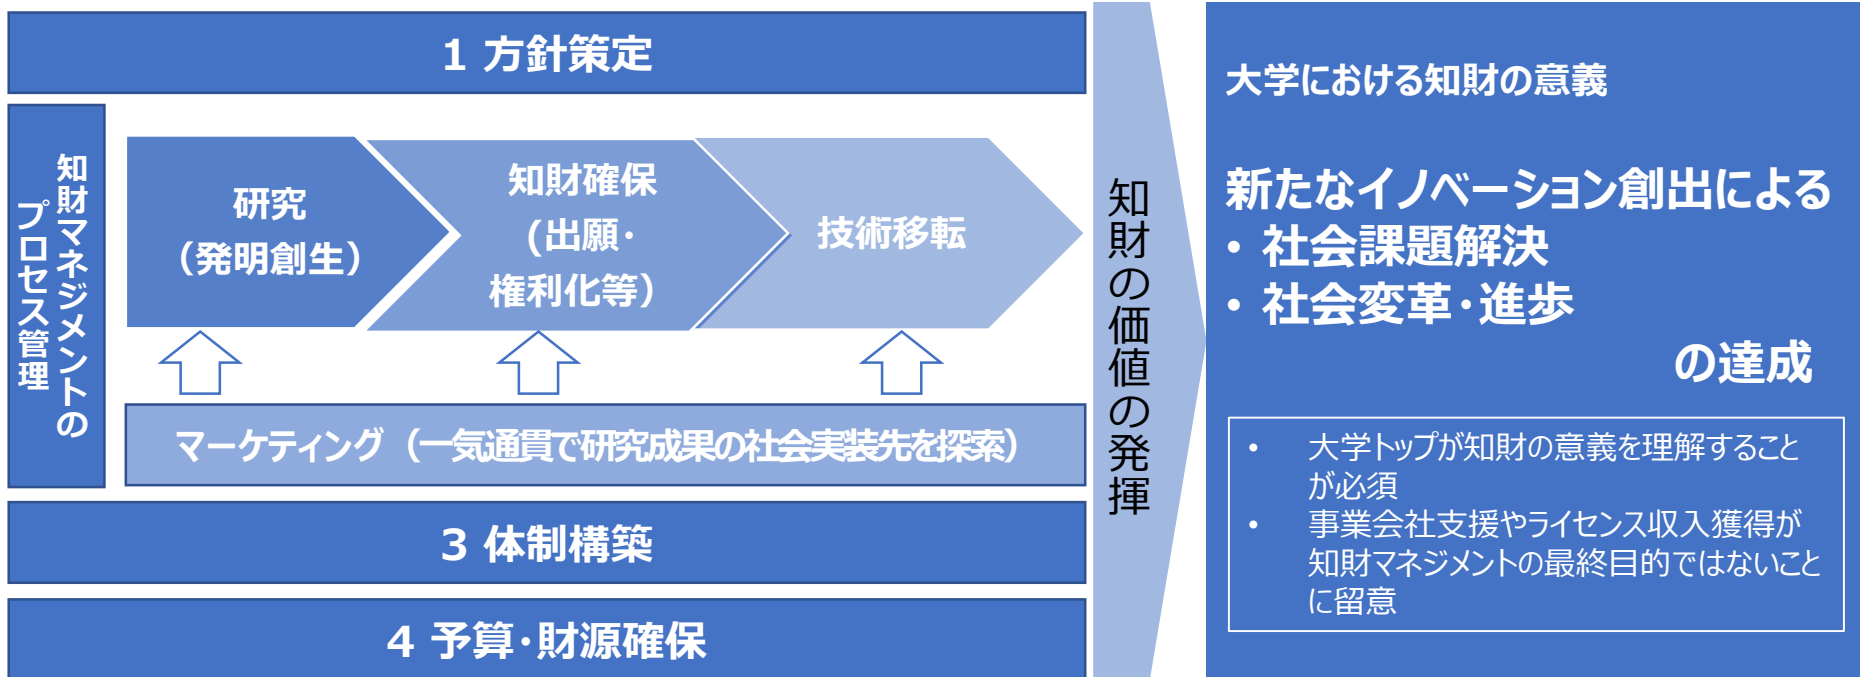 1 方針策定
知財マネジメントの
プロセス管理
研究
（発明創生）
知財確保
(出願・
権利化等）
技術移転
マーケティング（一気通貫で研究成果の社会実装先を探索）
3 体制構築
4 予算・財源確保
知財の価値の発揮
大学における知財の意義
新たなイノベーション創出による
• 社会課題解決
• 社会変革・進歩
の達成
• 大学トップが知財の意義を理解すること
が必須
• 事業会社支援やライセンス収入獲得が
知財マネジメントの最終目的ではないこと
に留意